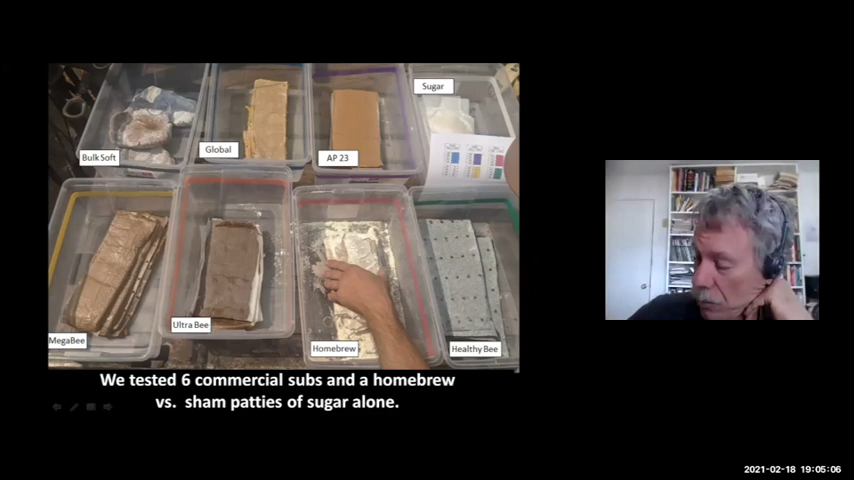 Sugar
Bulk Soft
Global
AP 23
MegaBee
Ultra Bee
Homebrew
Healthy Bee
We tested 6 commercial subs and a homebrew
vs. sham patties of sugar alone.
2021-02-18 19:05:06